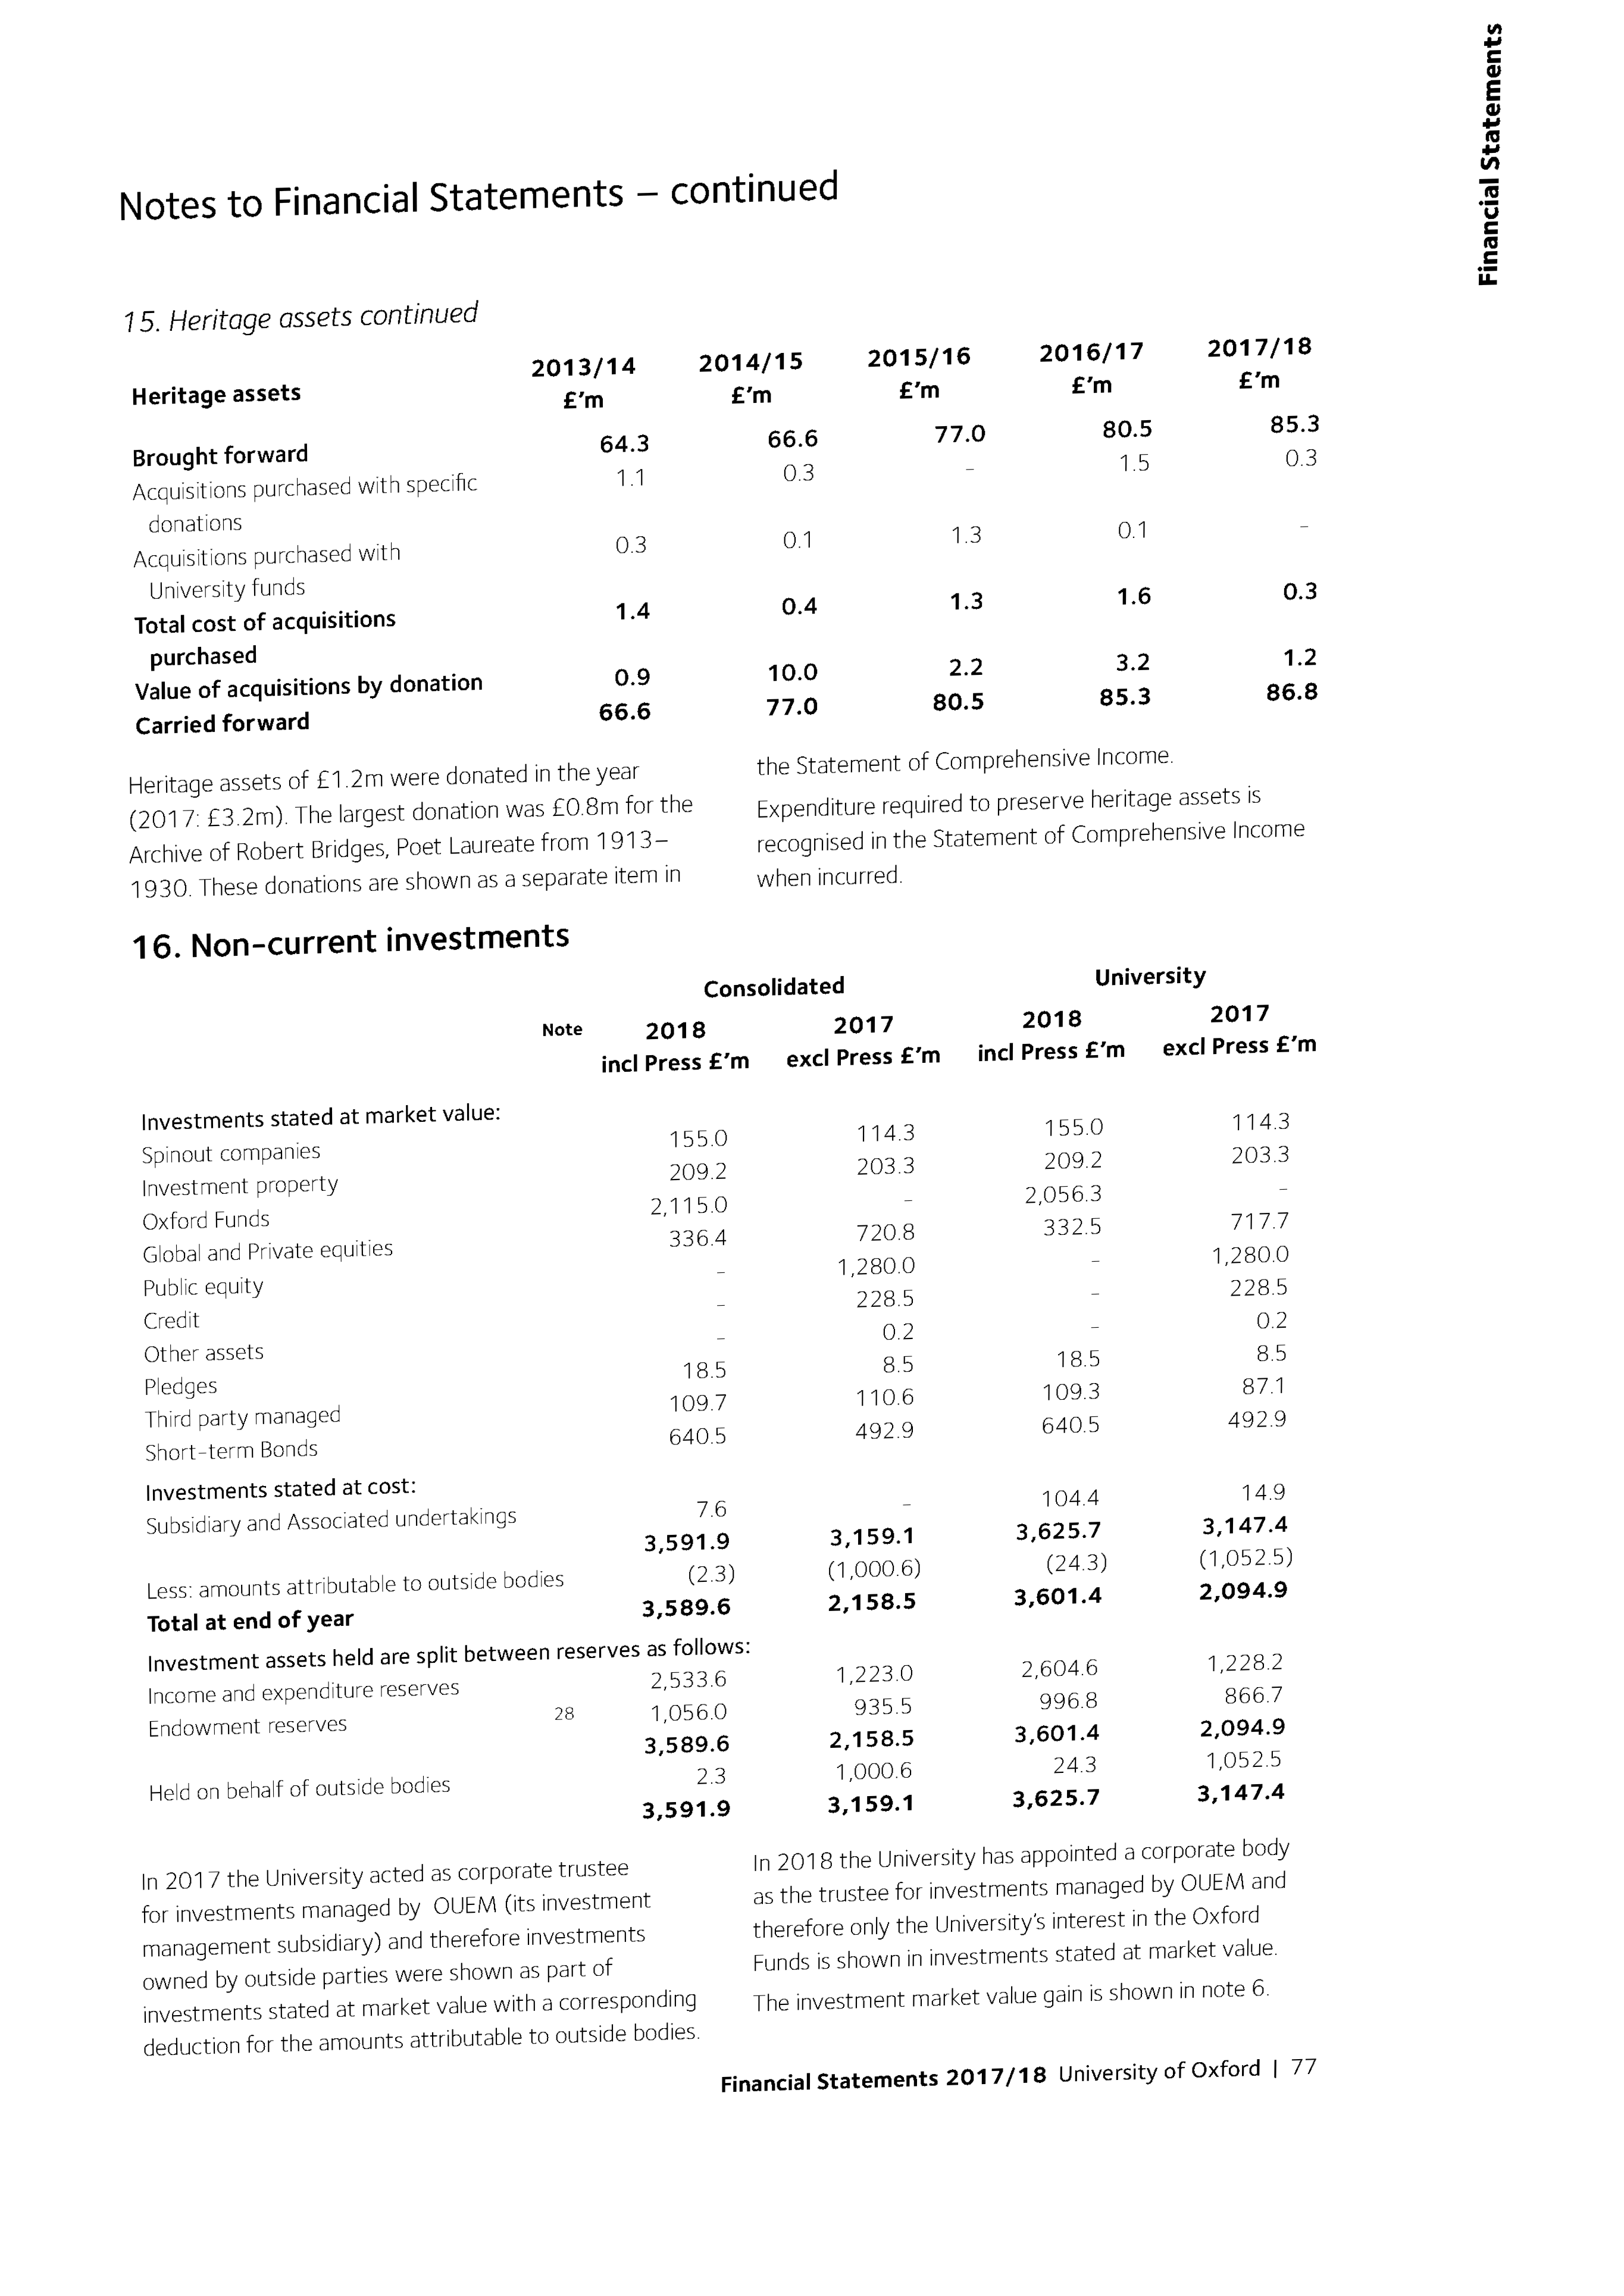 Financial Statements
Notes to Financial Statements – continued
15. Heritage assets continued
Heritage assets 2013/14 2014/15 2015/16 2016/17 2017/18
£'m £'m £'m £'m £'m
Brought forward 64.3 66.6 77.0 80.5 85.3
Acquisitions purchased with specific 1.1 0.3 – 1.5 0.3
donations
Acquisitions purchased with 0.3 0.1 1.3 0.1 –
University funds
Total cost of acquisitions 1.4 0.4 1.3 1.6 0.3
purchased
Value of acquisitions by donation 0.9 10.0 2.2 3.2 1.2
Carried forward 66.6 77.0 80.5 85.3 86.8
Heritage assets of £1.2m were donated in the year
(2017: £3.2m). The largest donation was £0.8m for the
Archive of Robert Bridges, Poet Laureate from 1913–
1930. These donations are shown as a separate item in
the Statement of Comprehensive Income.
Expenditure required to preserve heritage assets is
recognised in the Statement of Comprehensive Income
when incurred.
16. Non-current investments
Consolidated University
Note 2018 2017 2018 2017
incl Press £'m excl Press £'m incl Press £'m excl Press £'m
Investments stated at market value:
Spinout companies 155.0 114.3 155.0 114.3
Investment property 209.2 203.3 209.2 203.3
Oxford Funds 2,115.0 – 2,056.3 –
Global and Private equities 336.4 720.8 332.5 717.7
Public equity – 1,280.0 – 1,280.0
Credit – 228.5 – 228.5
Other assets – 0.2 – 0.2
Pledges 18.5 8.5 18.5 8.5
Third party managed 109.7 110.6 109.3 87.1
Short-term Bonds 640.5 492.9 640.5 492.9
Investments stated at cost:
Subsidiary and Associated undertakings 7.6 – 104.4 14.9
3,591.9 3,159.1 3,625.7 3,147.4
Less: amounts attributable to outside bodies (2.3) (1,000.6) (24.3) (1,052.5)
Total at end of year 3,589.6 2,158.5 3,601.4 2,094.9
Investment assets held are split between reserves as follows:
Income and expenditure reserves 2,533.6 1,223.0 2,604.6 1,228.2
Endowment reserves 28 1,056.0 935.5 996.8 866.7
3,589.6 2,158.5 3,601.4 2,094.9
Held on behalf of outside bodies 2.3 1,000.6 24.3 1,052.5
3,591.9 3,159.1 3,625.7 3,147.4
In 2017 the University acted as corporate trustee
for investments managed by OUEM (its investment
management subsidiary) and therefore investments
owned by outside parties were shown as part of
investments stated at market value with a corresponding
deduction for the amounts attributable to outside bodies.
In 2018 the University has appointed a corporate body
as the trustee for investments managed by OUEM and
therefore only the University's interest in the Oxford
Funds is shown in investments stated at market value.
The investment market value gain is shown in note 6.
Financial Statements 2017/18 University of Oxford | 77